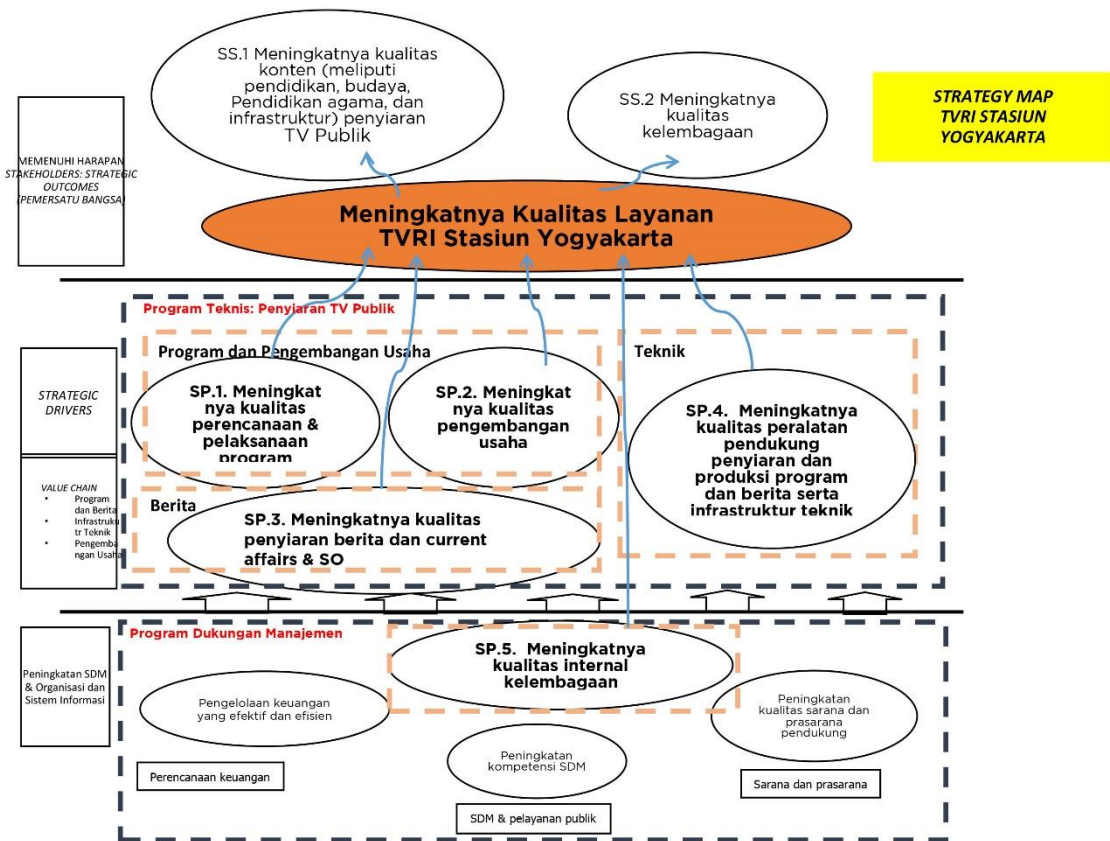 SS.1 Meningkatnya kualitas
konten (meliputi
pendidikan, budaya,
Pendidikan agama, dan
infrastruktur) penyiaran
TV Publik
SS.2 Meningkatnya
kualitas
kelembagaan
STRATEGY MAP
TVRI STASIUN
YOGYAKARTA
MEMENUHI HARAPAN
STAKEHOLDERS: STRATEGIC
OUTCOMES
[PEMERSATU BANGSA]
Meningkatnya Kualitas Layanan
TVRI Stasiun Yogyakarta
Program Teknis: Penyiaran TV Publik
Program dan Pengembangan Usaha
Teknik
STRATEGIC
DRIVERS
SP.1. Meningkat
nya kualitas
perencanaan &
pelaksanaan
program
SP.2. Meningkat
nya kualitas
pengembangan
usaha
SP.4. Meningkatnya
kualitas peralatan
pendukung
penyiaran dan
produksi program
dan berita serta
infrastruktur teknik
VALUE CHAIN
• Program
dan Berita
• Infrastruku
tr Teknik
• Pengemba
ngan Usaha
Berita
SP.3. Meningkatnya kualitas
penyiaran berita dan current
affairs & SO
Program Dukungan Manajemen
Peningkatan SDM
& Organisasi dan
Sistem Informasi
SP.5. Meningkatnya
kualitas internal
kelembagaan
Pengelolaan keuangan
yang efektif dan efisien
Peningkatan
kualitas sarana dan
prasarana
pendukung
Peningkatan
kompetensi SDM
Perencanaan keuangan
Sarana dan prasarana
SDM & pelayanan publik